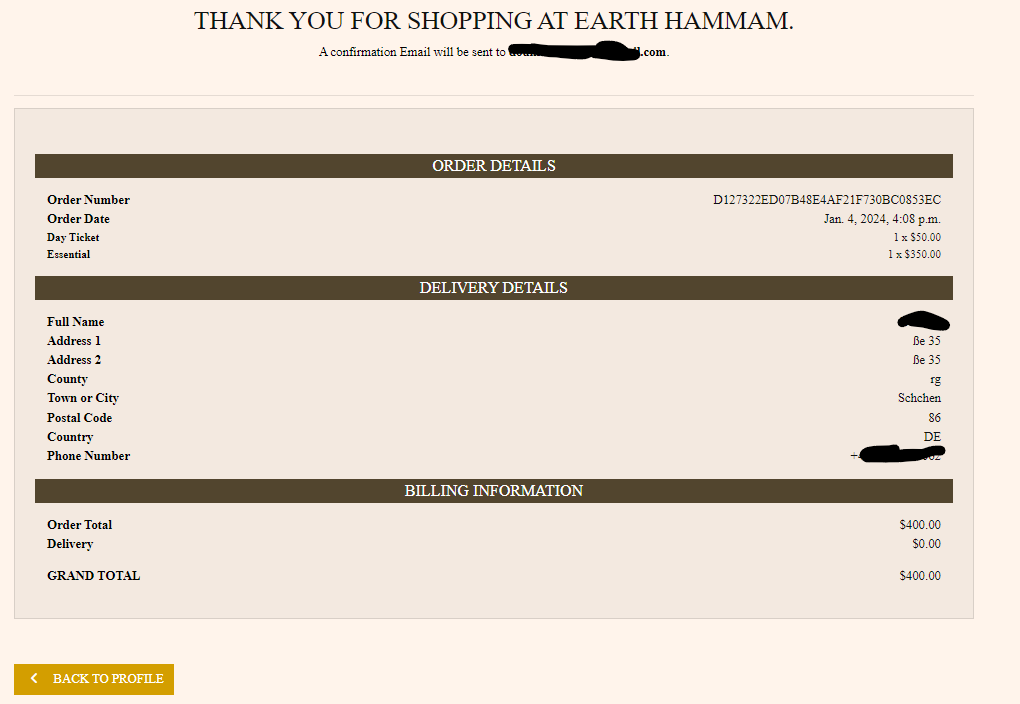 THANK YOU FOR SHOPPING AT EARTH HAMMAM.
A confirmation Email will be sent to .com.
ORDER DETAILS
Order Number D127322ED07B48E4AF21F730BC0853EC
Order Date Jan. 4, 2024, 4:08 p.m.
Day Ticket 1 x $50.00
Essential 1 x $350.00
DELIVERY DETAILS
Full Name
Address 1 ße 35
Address 2 ße 35
County rg
Town or City Schchen
Postal Code 86
Country DE
Phone Number
BILLING INFORMATION
Order Total $400.00
Delivery $0.00
GRAND TOTAL $400.00
BACK TO PROFILE